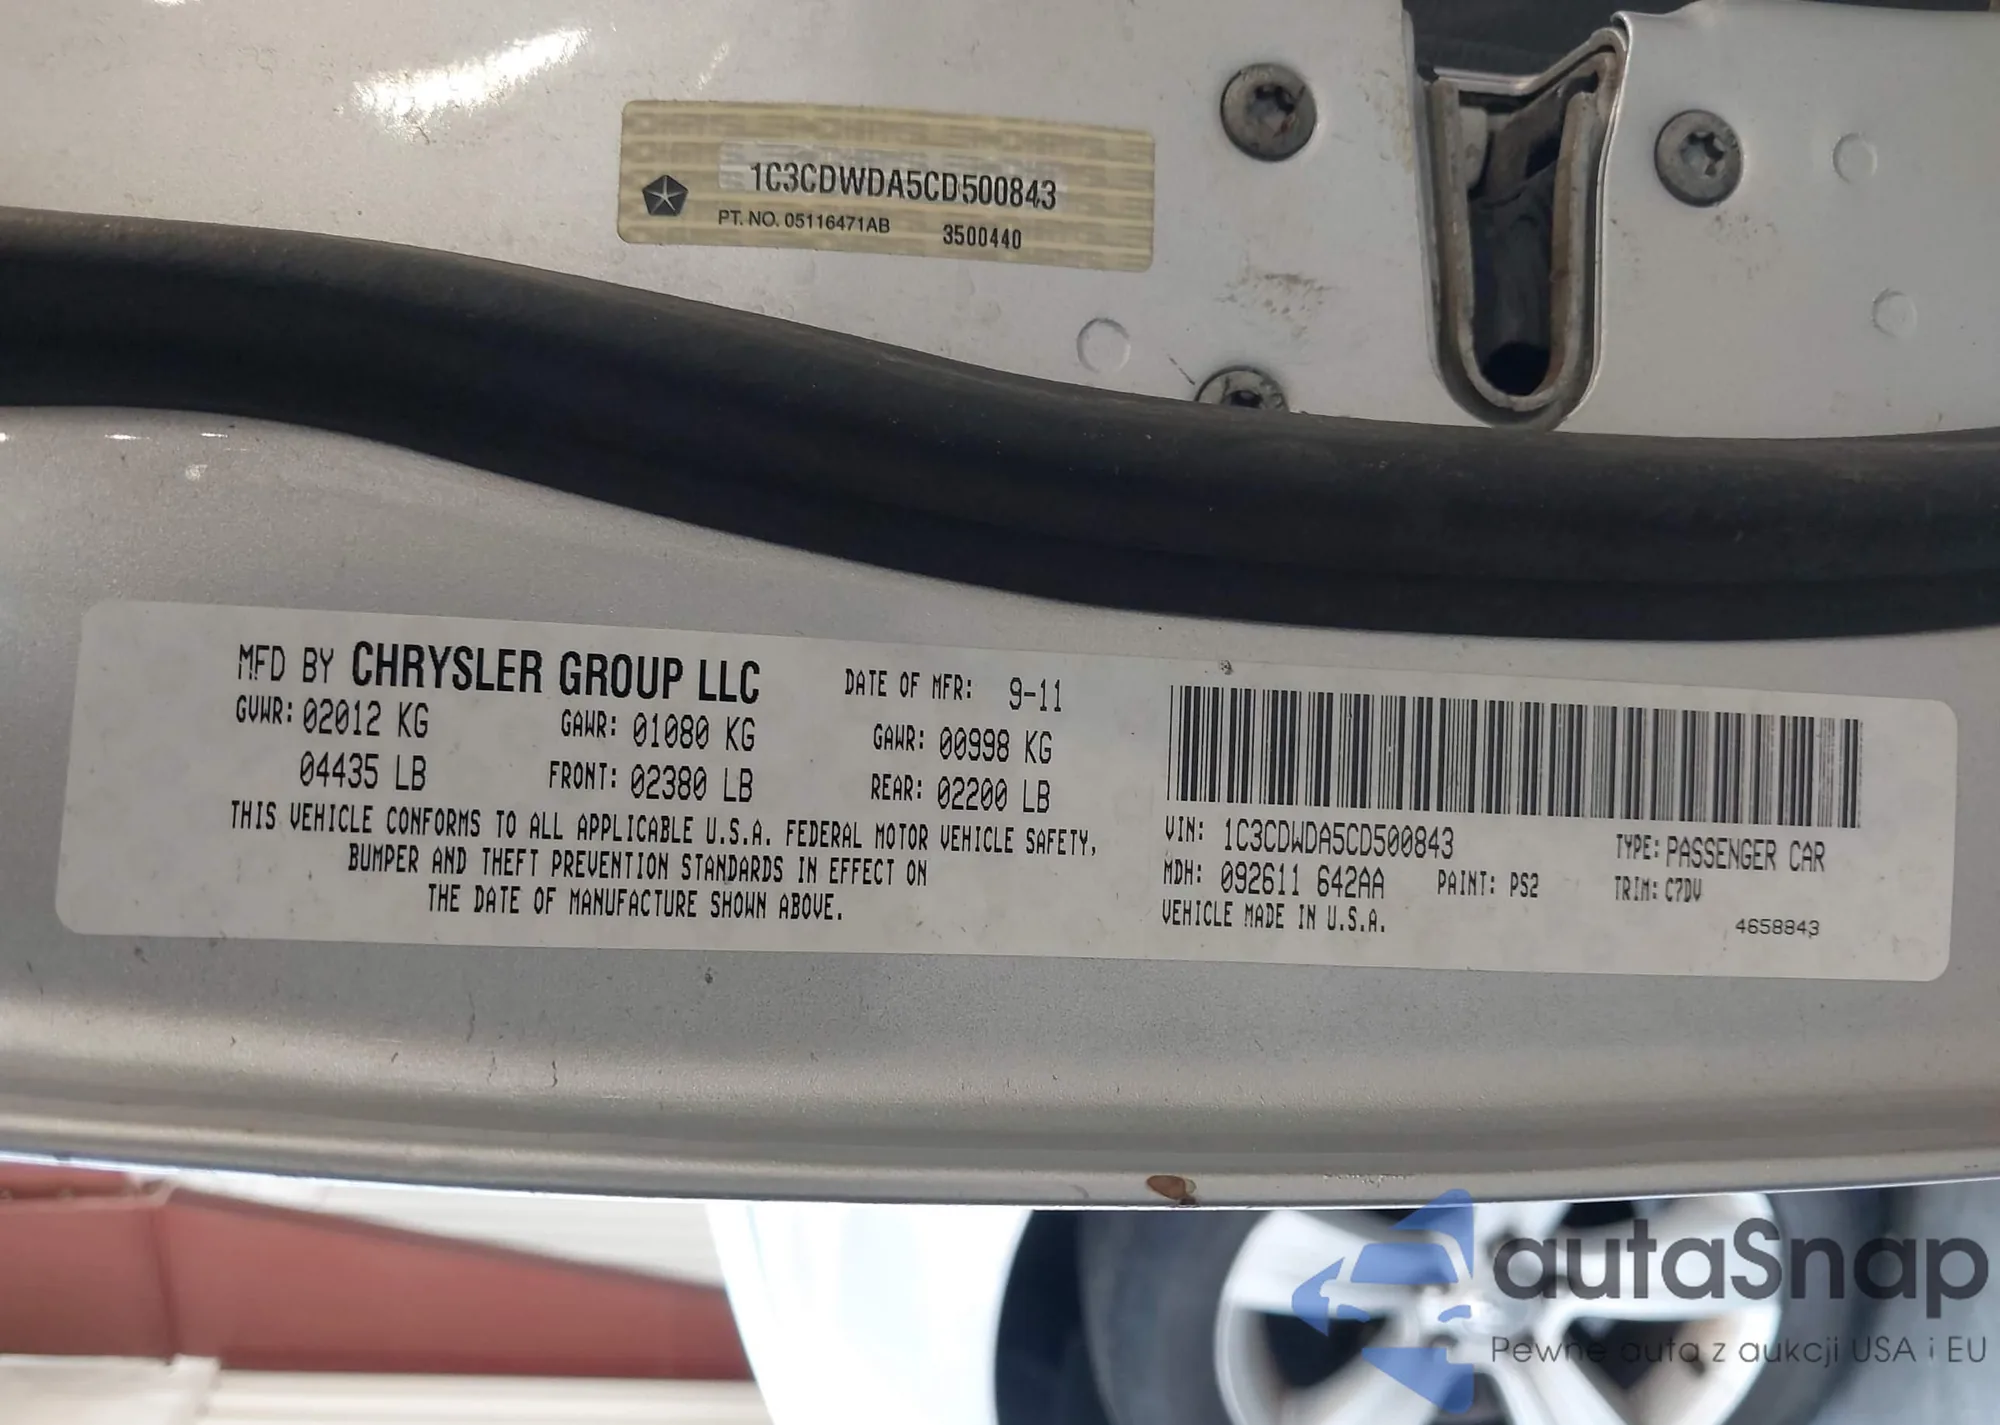 1C3CDWDA5CD500843
PT. NO. 05116471AB 3500440
MFD BY CHRYSLER GROUP LLC DATE OF MFR: 9-11
GVWR: 02012 KG GAWR: 01080 KG GAWR: 00998 KG
04435 LB FRONT: 02380 LB REAR: 02200 LB
THIS VEHICLE CONFORMS TO ALL APPLICABLE U.S.A. FEDERAL MOTOR VEHICLE SAFETY,
BUMPER AND THEFT PREVENTION STANDARDS IN EFFECT ON
THE DATE OF MANUFACTURE SHOWN ABOVE.
VIN: 1C3CDWDA5CD500843 TYPE: PASSENGER CAR
MDH: 092611 642AA PAINT: PS2 TRIM: C7DV
VEHICLE MADE IN U.S.A. 4658843
autaSnap
Pewne auta z aukcji USA i EU